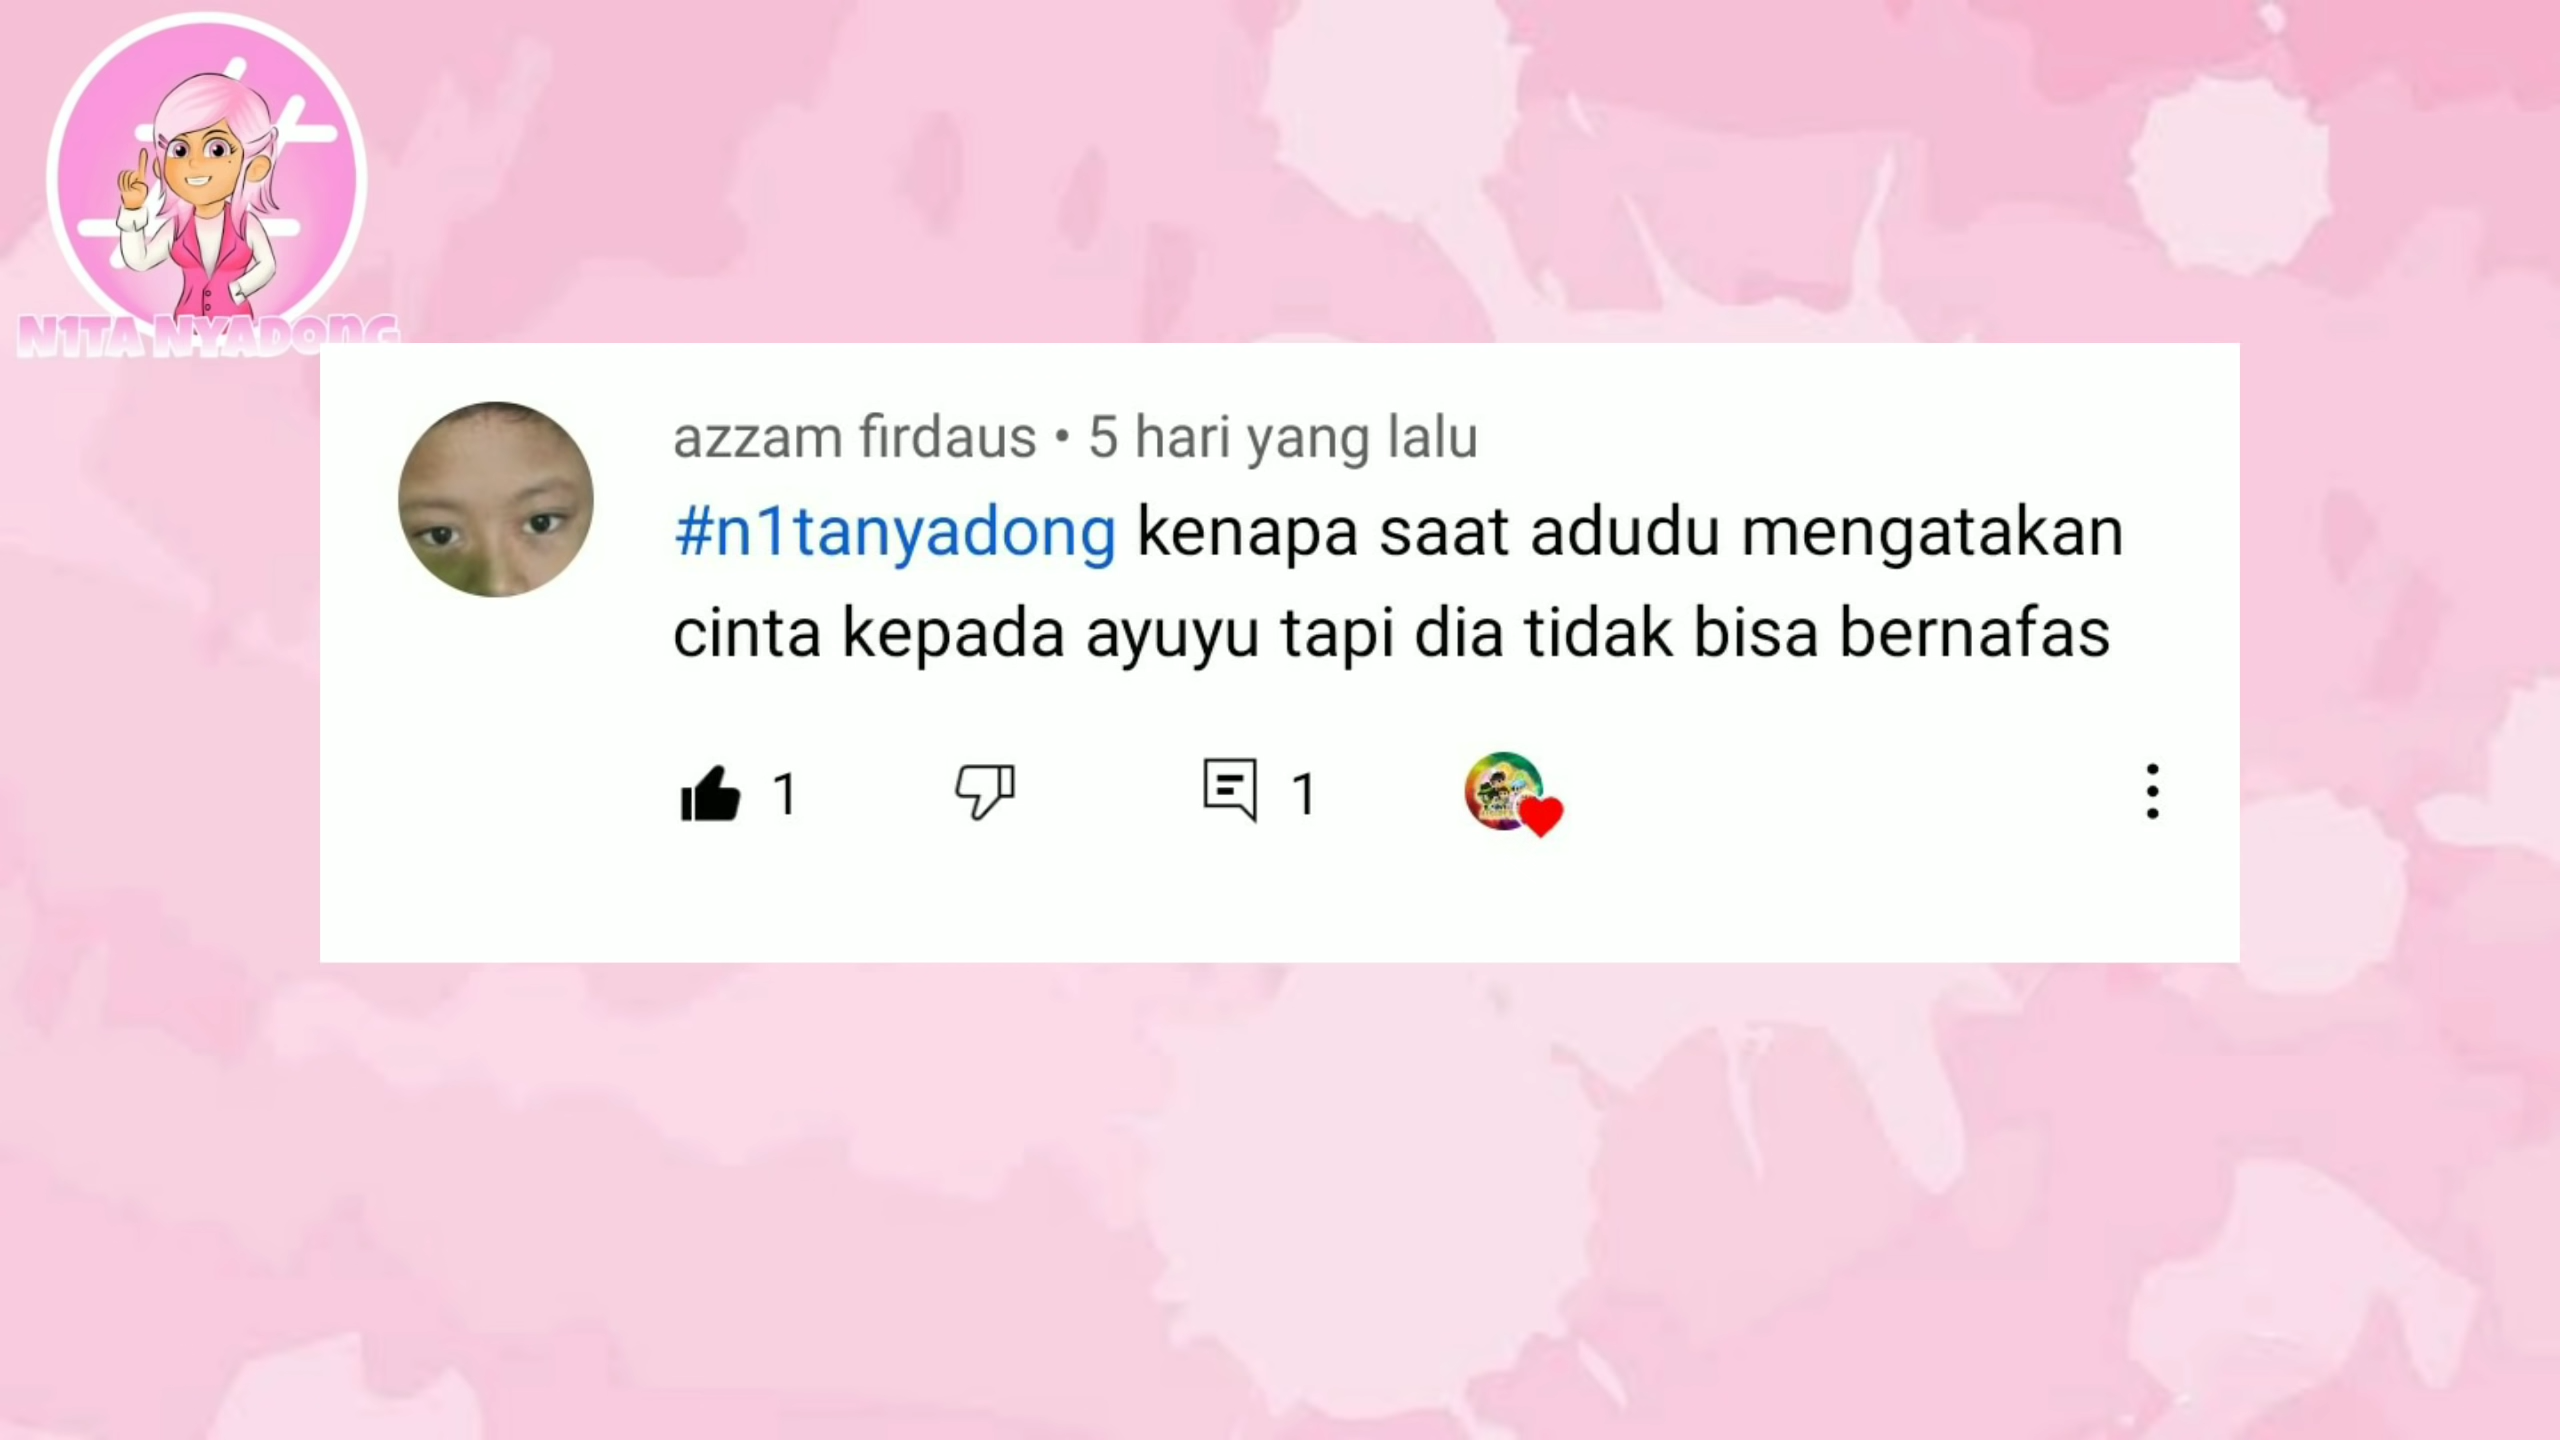 N1TA NYADONG
azzam firdaus • 5 hari yang lalu
#n1tanyadong kenapa saat adudu mengatakan
cinta kepada ayuyu tapi dia tidak bisa bernafas
1
1